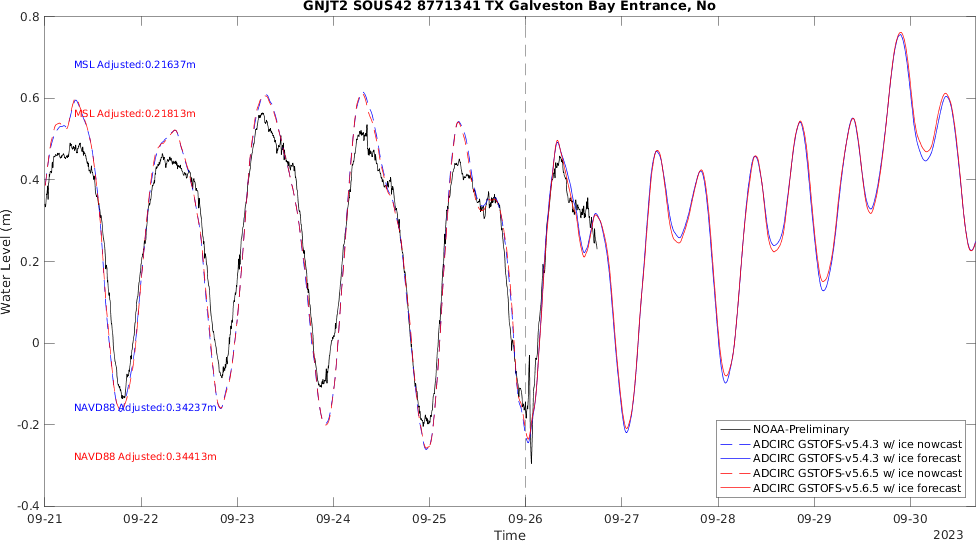 GNJT2 SOUS42 8771341 TX Galveston Bay Entrance, No
0.8
0.6
0.4
0.2
0
-0.2
-0.4
Water Level (m)
MSL Adjusted:0.21637m
MSL Adjusted:0.21813m
NAVD88 Adjusted:0.34237m
NAVD88 Adjusted:0.34413m
NOAA-Preliminary
ADCIRC GSTOFS-v5.4.3 w/ ice nowcast
ADCIRC GSTOFS-v5.4.3 w/ ice forecast
ADCIRC GSTOFS-v5.6.5 w/ ice nowcast
ADCIRC GSTOFS-v5.6.5 w/ ice forecast
09-21 09-22 09-23 09-24 09-25 09-26 09-27 09-28 09-29 09-30
Time
2023